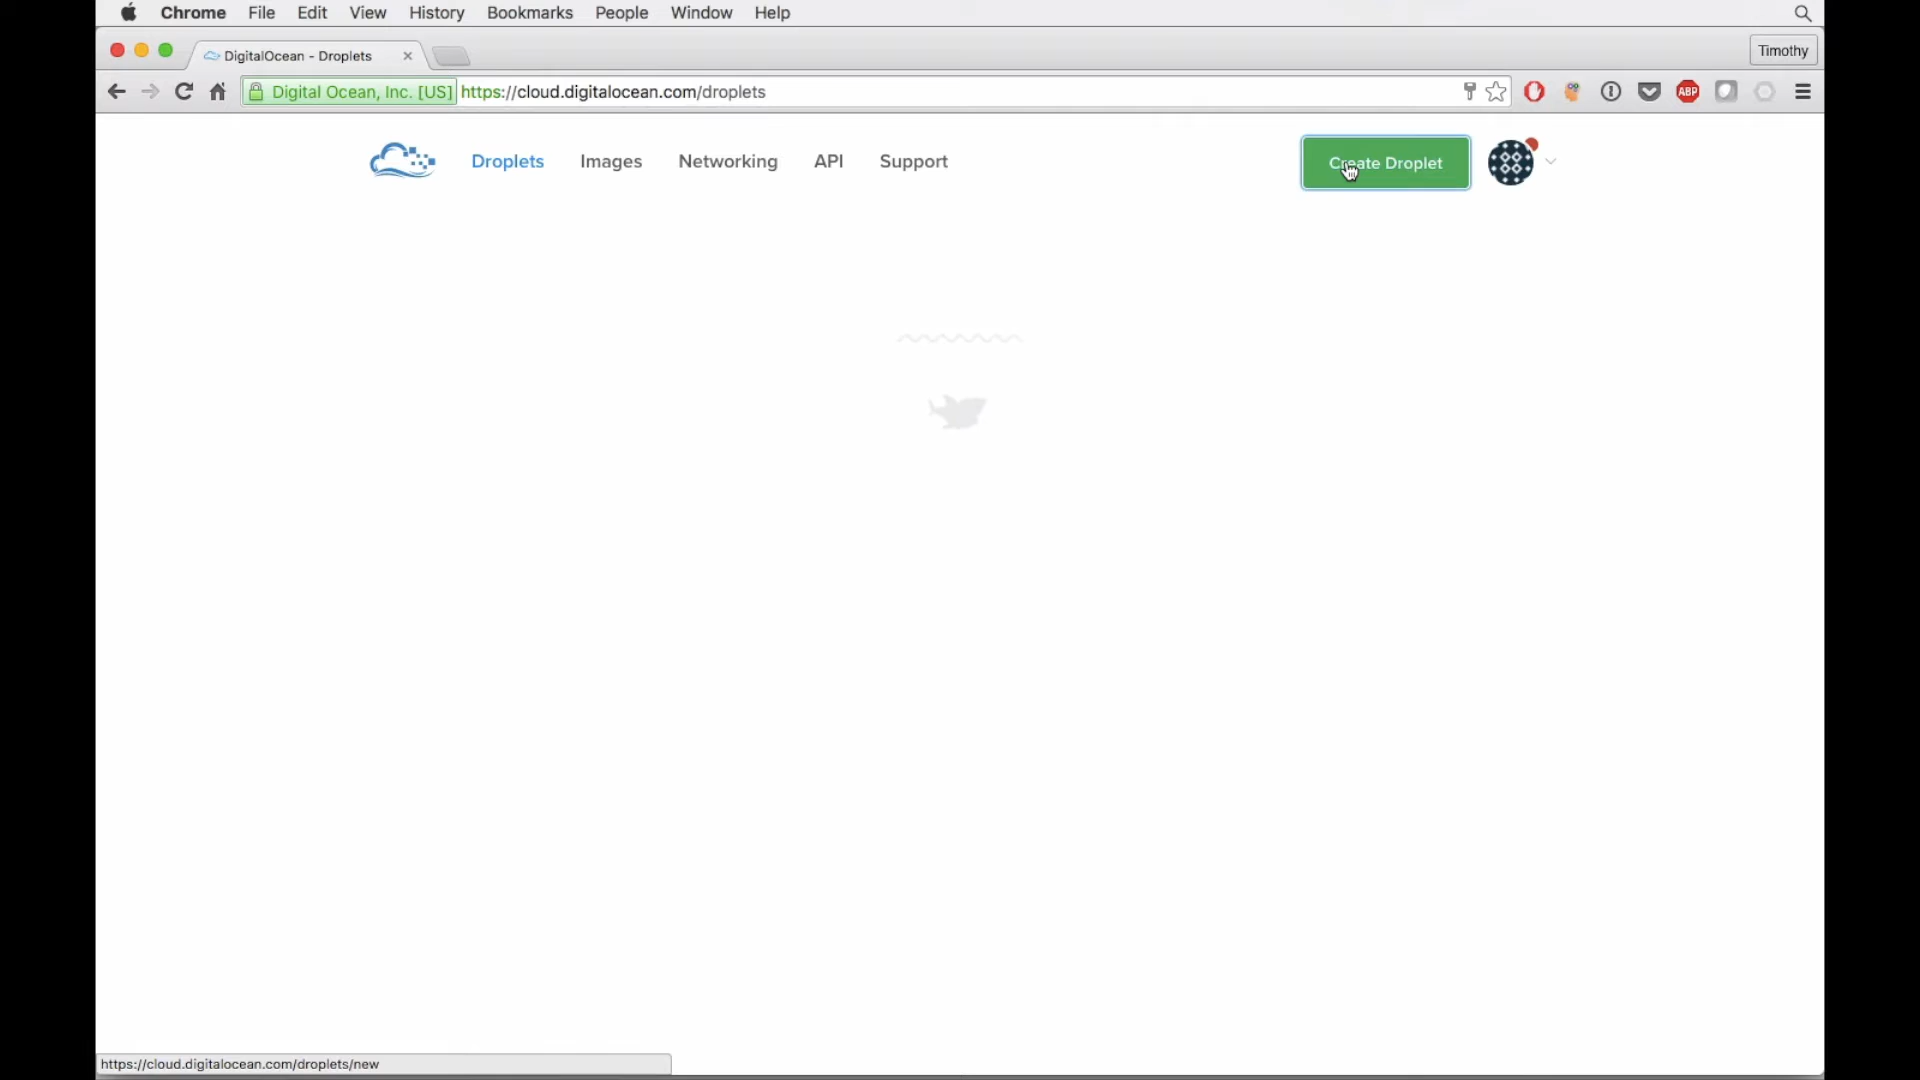 Chrome File Edit View History Bookmarks People Window Help
DigitalOcean - Droplets
Timothy
Digital Ocean, Inc. [US] https://cloud.digitalocean.com/droplets
ABP
Droplets Images Networking API Support Create Droplet
https://cloud.digitalocean.com/droplets/new